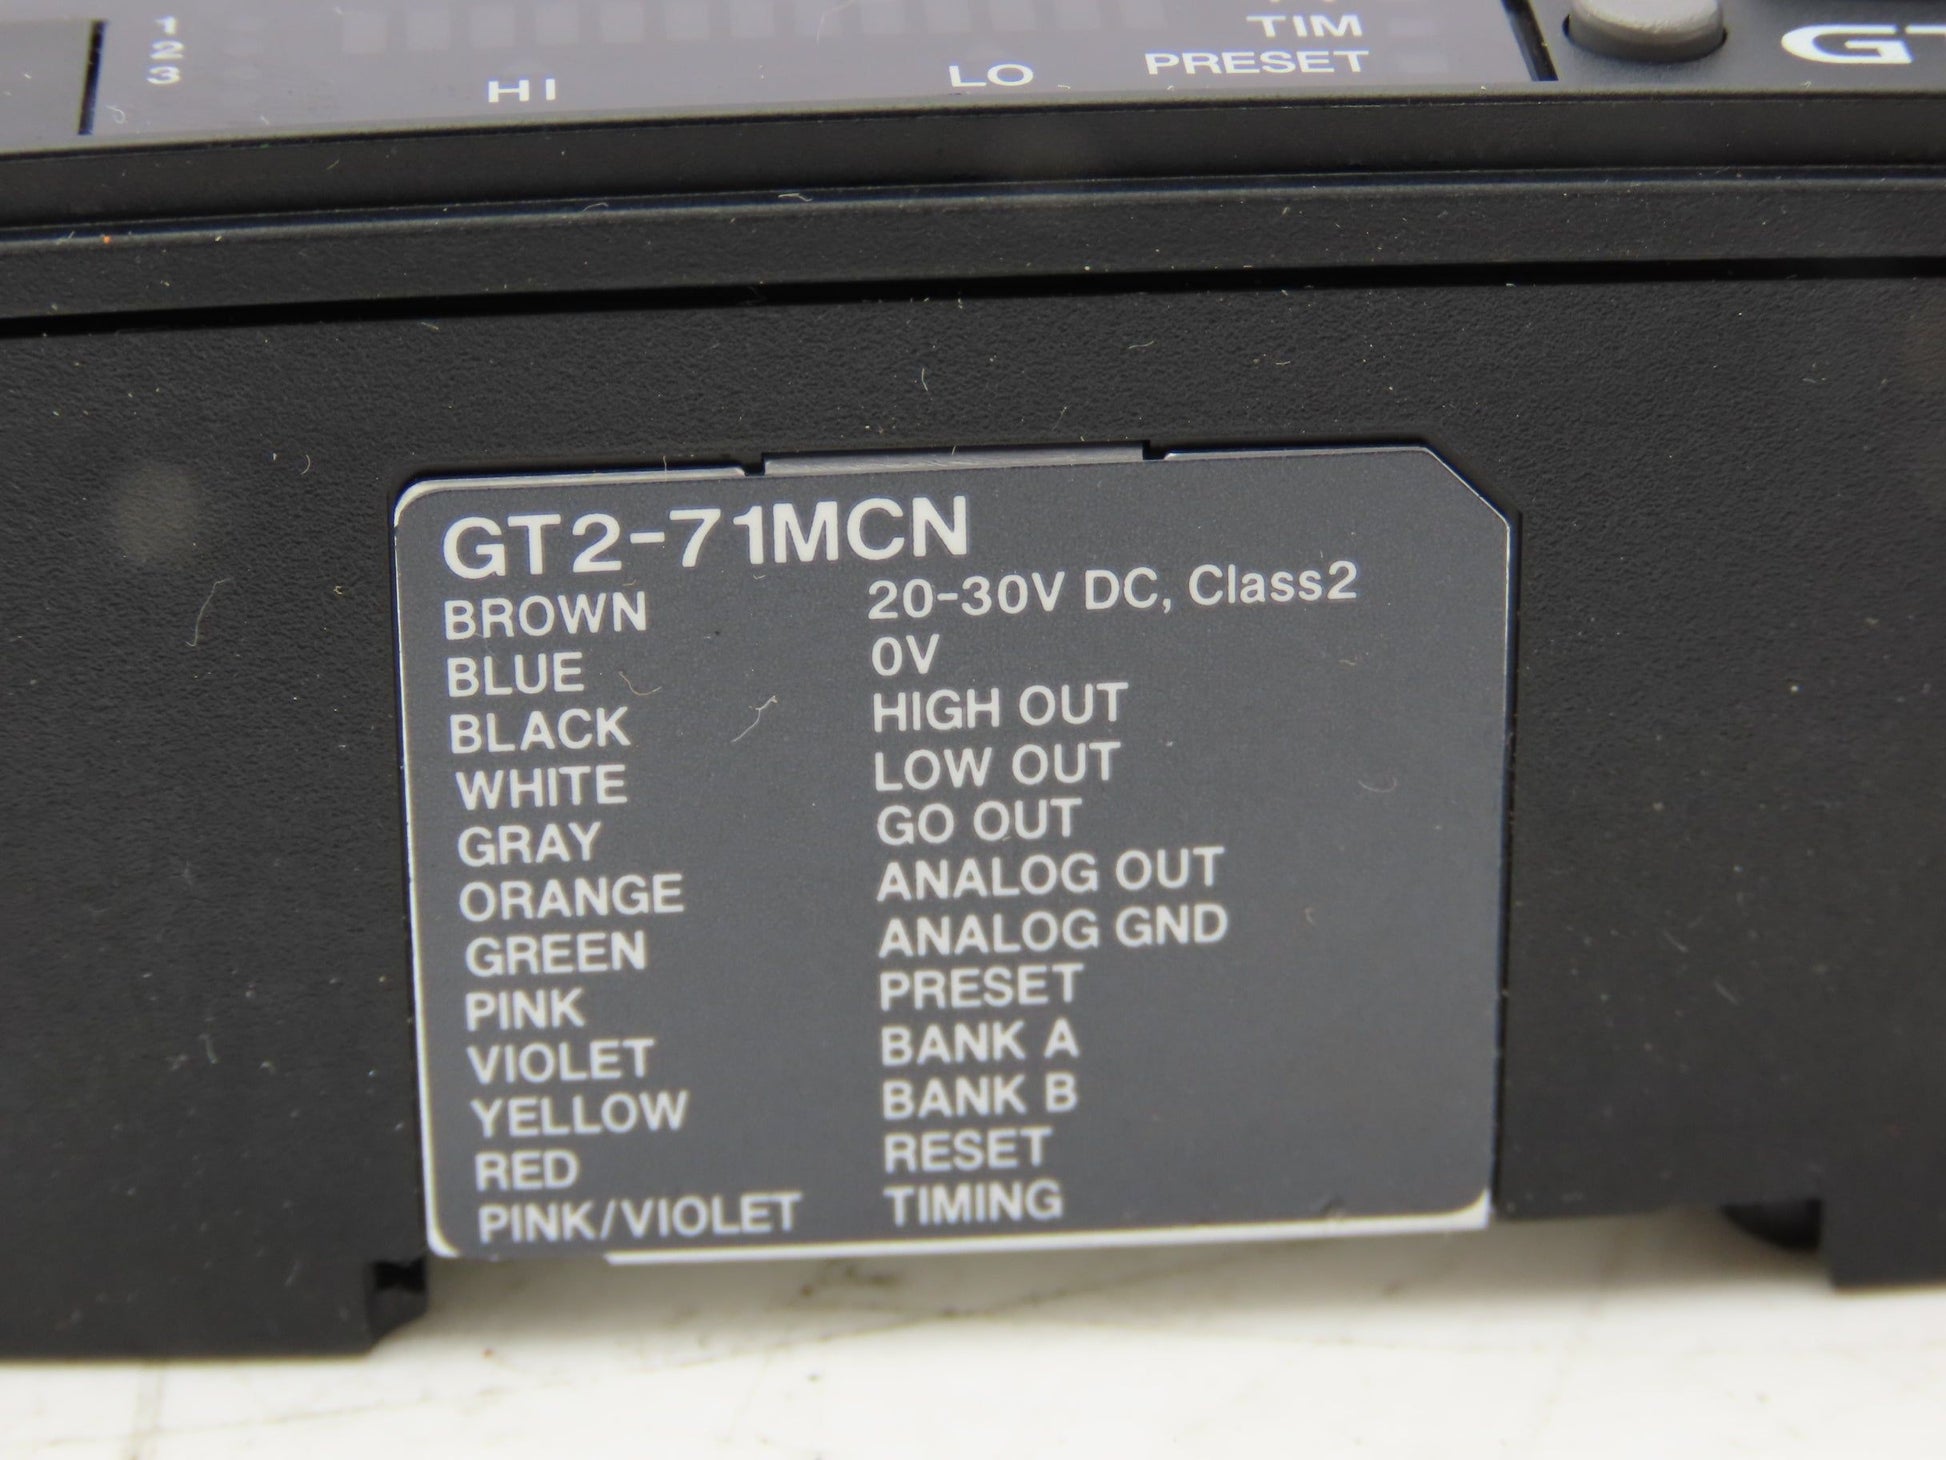 1
2
3
HI
LO
TIM
PRESET
GT2-71MCN
BROWN 20-30V DC, Class2
BLUE 0V
BLACK HIGH OUT
WHITE LOW OUT
GRAY GO OUT
ORANGE ANALOG OUT
GREEN ANALOG GND
PINK PRESET
VIOLET BANK A
YELLOW BANK B
RED RESET
PINK/VIOLET TIMING